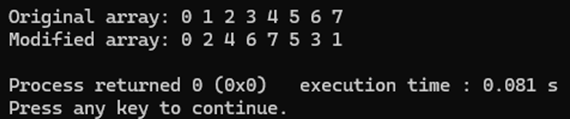 Original array: 0 1 2 3 4 5 6 7
Modified array: 0 2 4 6 7 5 3 1

Process returned 0 (0x0)   execution time : 0.081 s
Press any key to continue.